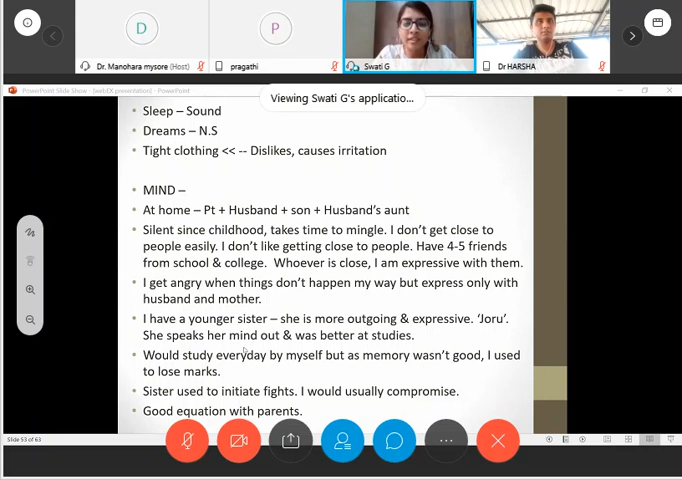 D
P
Dr. Manohara mysore (Host)
pragathi
Swati G
Dr HARSHA
PowerPoint Slide Show - [webEX presentation] - PowerPoint
Viewing Swati G's applicatio...
• Sleep – Sound
• Dreams – N.S
• Tight clothing << -- Dislikes, causes irritation
• MIND –
• At home – Pt + Husband + son + Husband's aunt
• Silent since childhood, takes time to mingle. I don't get close to
people easily. I don't like getting close to people. Have 4-5 friends
from school & college. Whoever is close, I am expressive with them.
• I get angry when things don't happen my way but express only with
husband and mother.
• I have a younger sister – she is more outgoing & expressive. 'Joru'.
She speaks her mind out & was better at studies.
• Would study everyday by myself but as memory wasn't good, I used
to lose marks.
• Sister used to initiate fights. I would usually compromise.
• Good equation with parents.
Slide 53 of 63